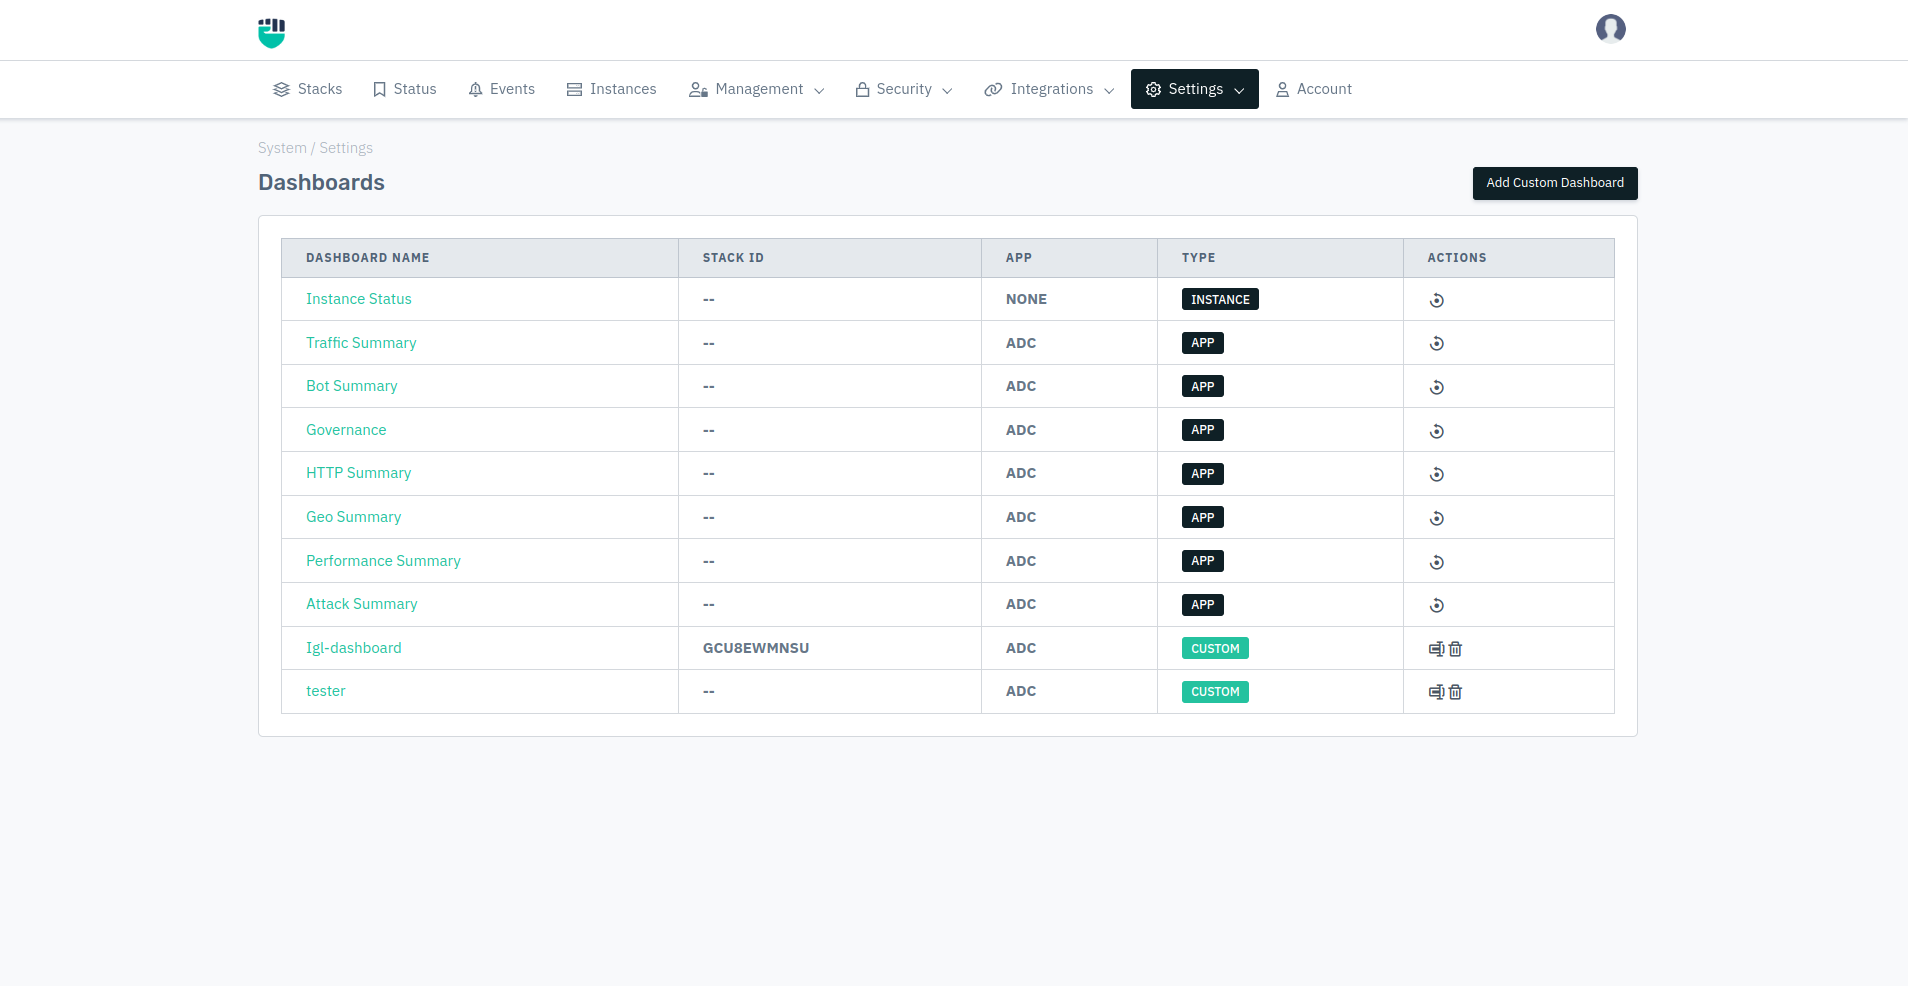 Stacks Status Events Instances Management Security Integrations Settings Account
System / Settings
Dashboards
Add Custom Dashboard
DASHBOARD NAME STACK ID APP TYPE ACTIONS
Instance Status -- NONE INSTANCE
Traffic Summary -- ADC APP
Bot Summary -- ADC APP
Governance -- ADC APP
HTTP Summary -- ADC APP
Geo Summary -- ADC APP
Performance Summary -- ADC APP
Attack Summary -- ADC APP
Igl-dashboard GCU8EWMNSU ADC CUSTOM
tester -- ADC CUSTOM